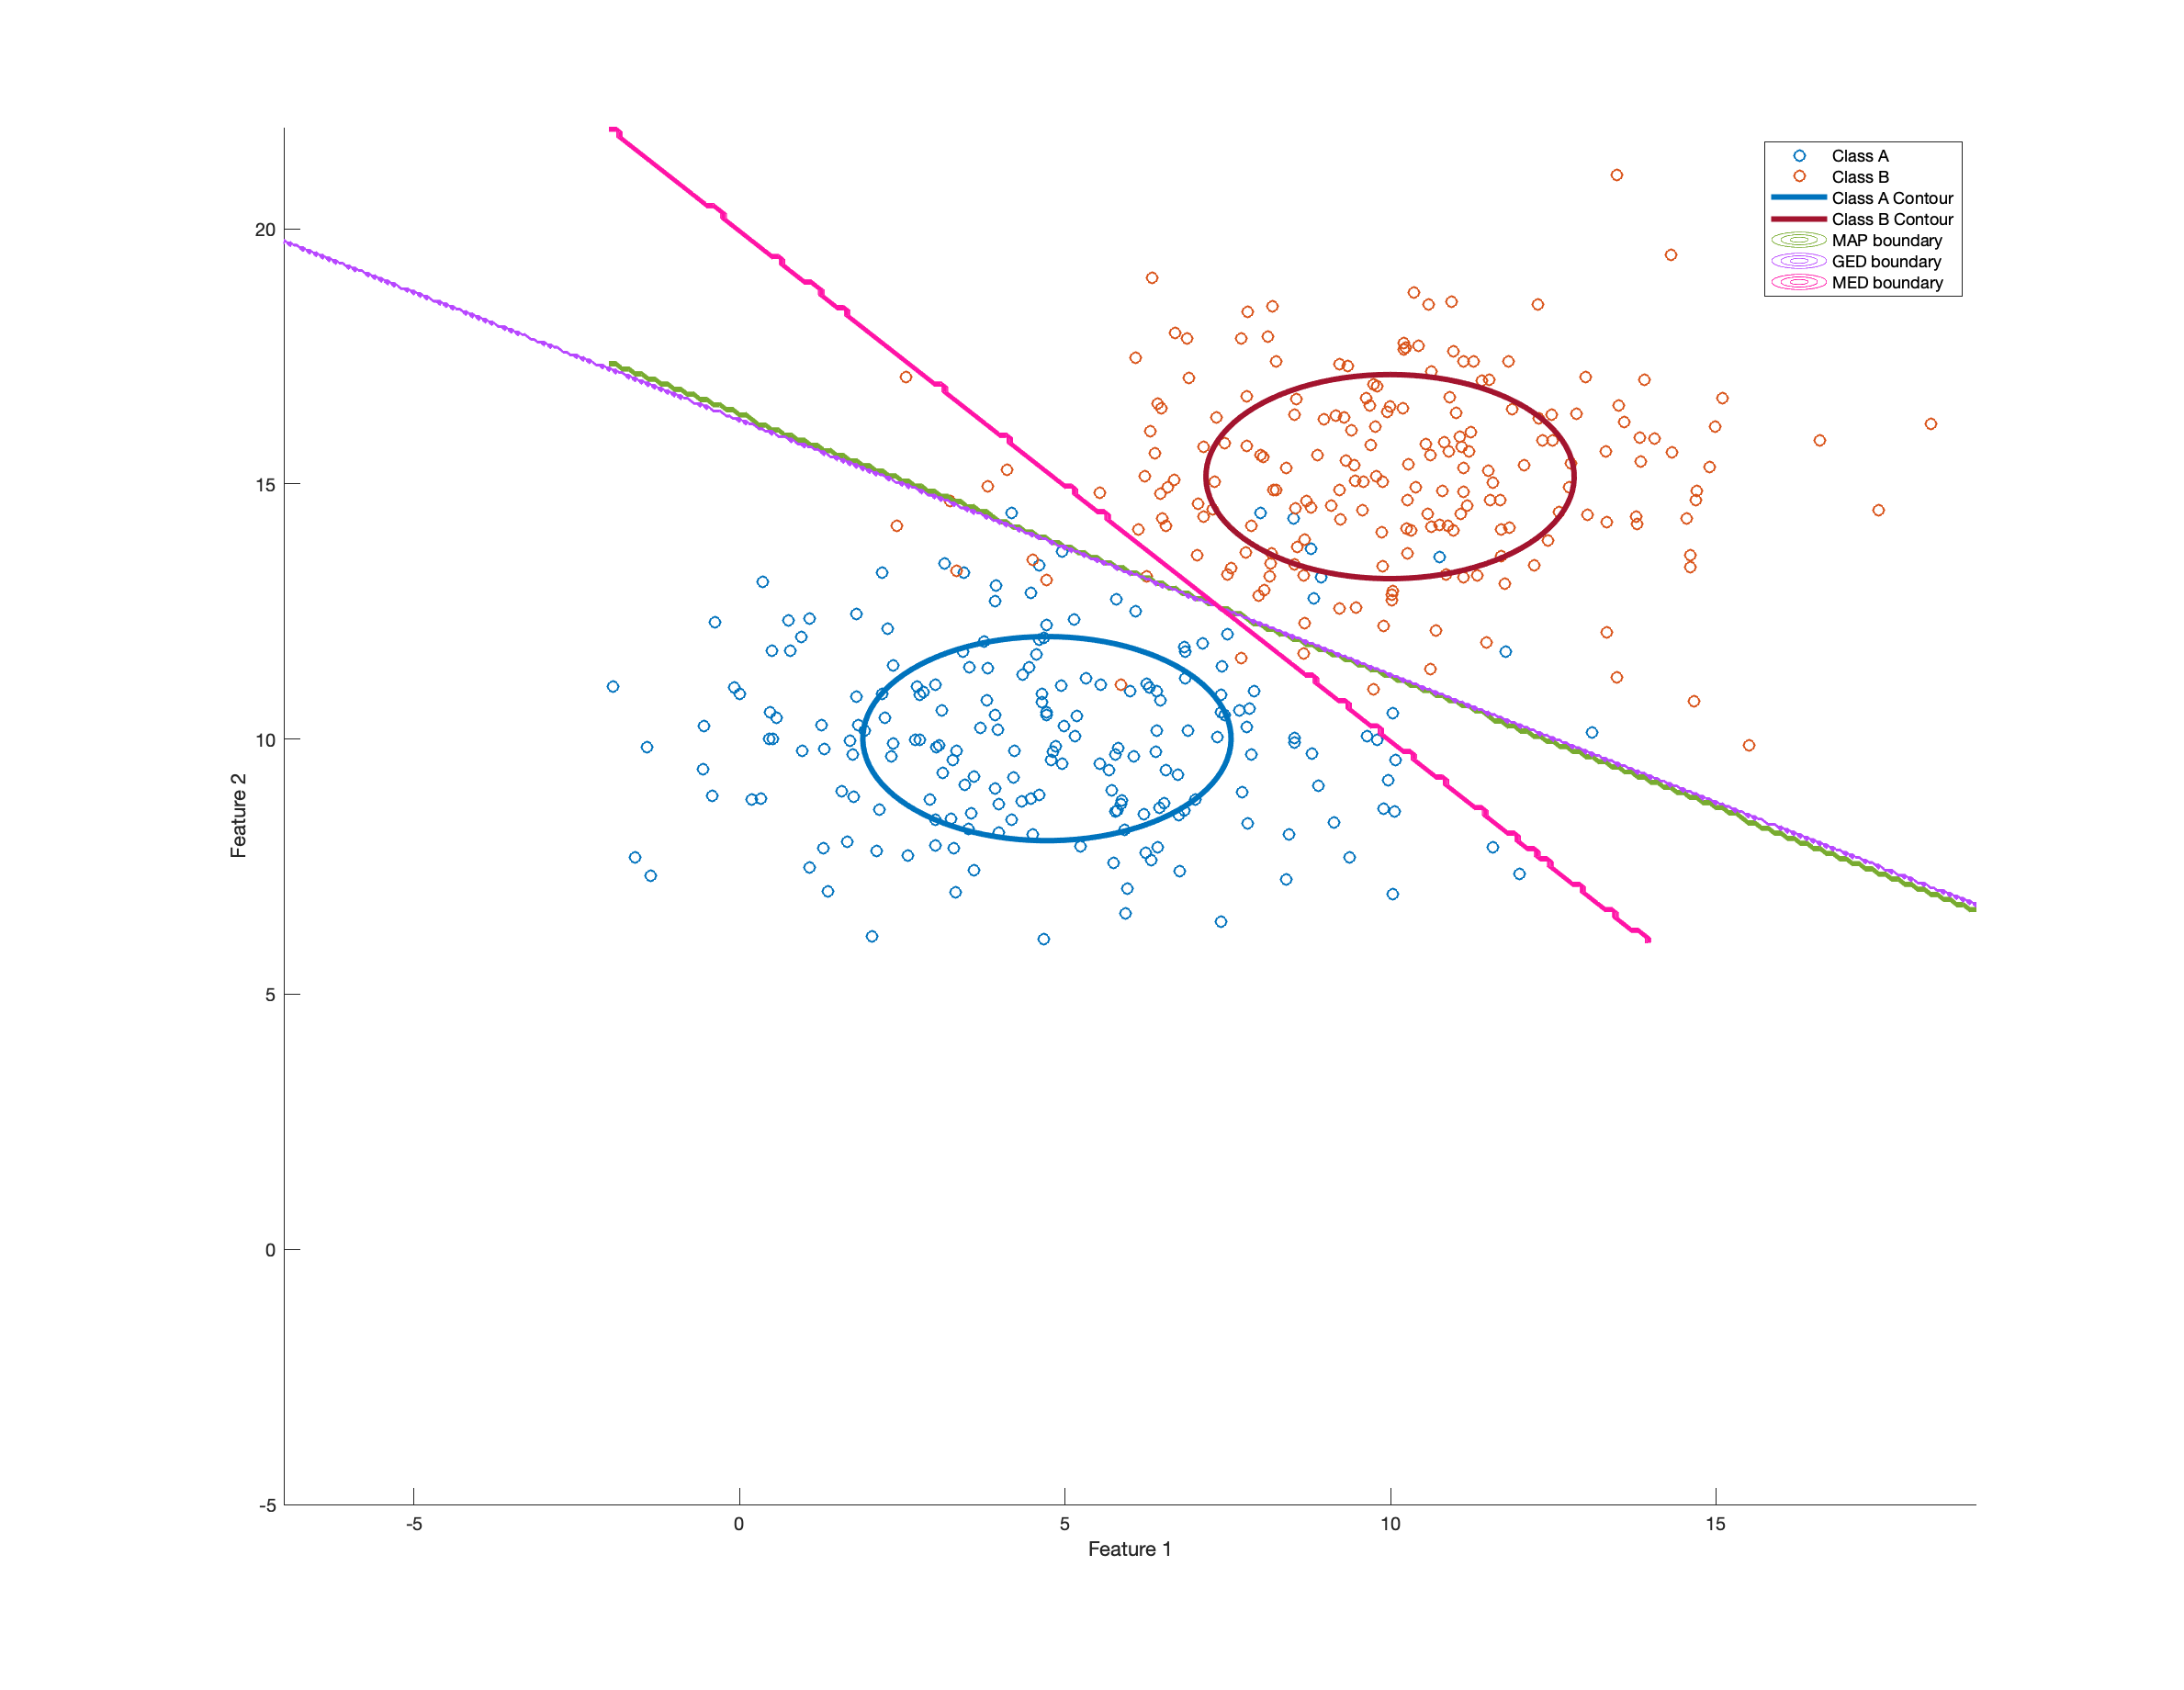 Class A
Class B
Class A Contour
Class B Contour
MAP boundary
GED boundary
MED boundary
20
15
10
5
0
-5
Feature 2
-5 0 5 10 15
Feature 1